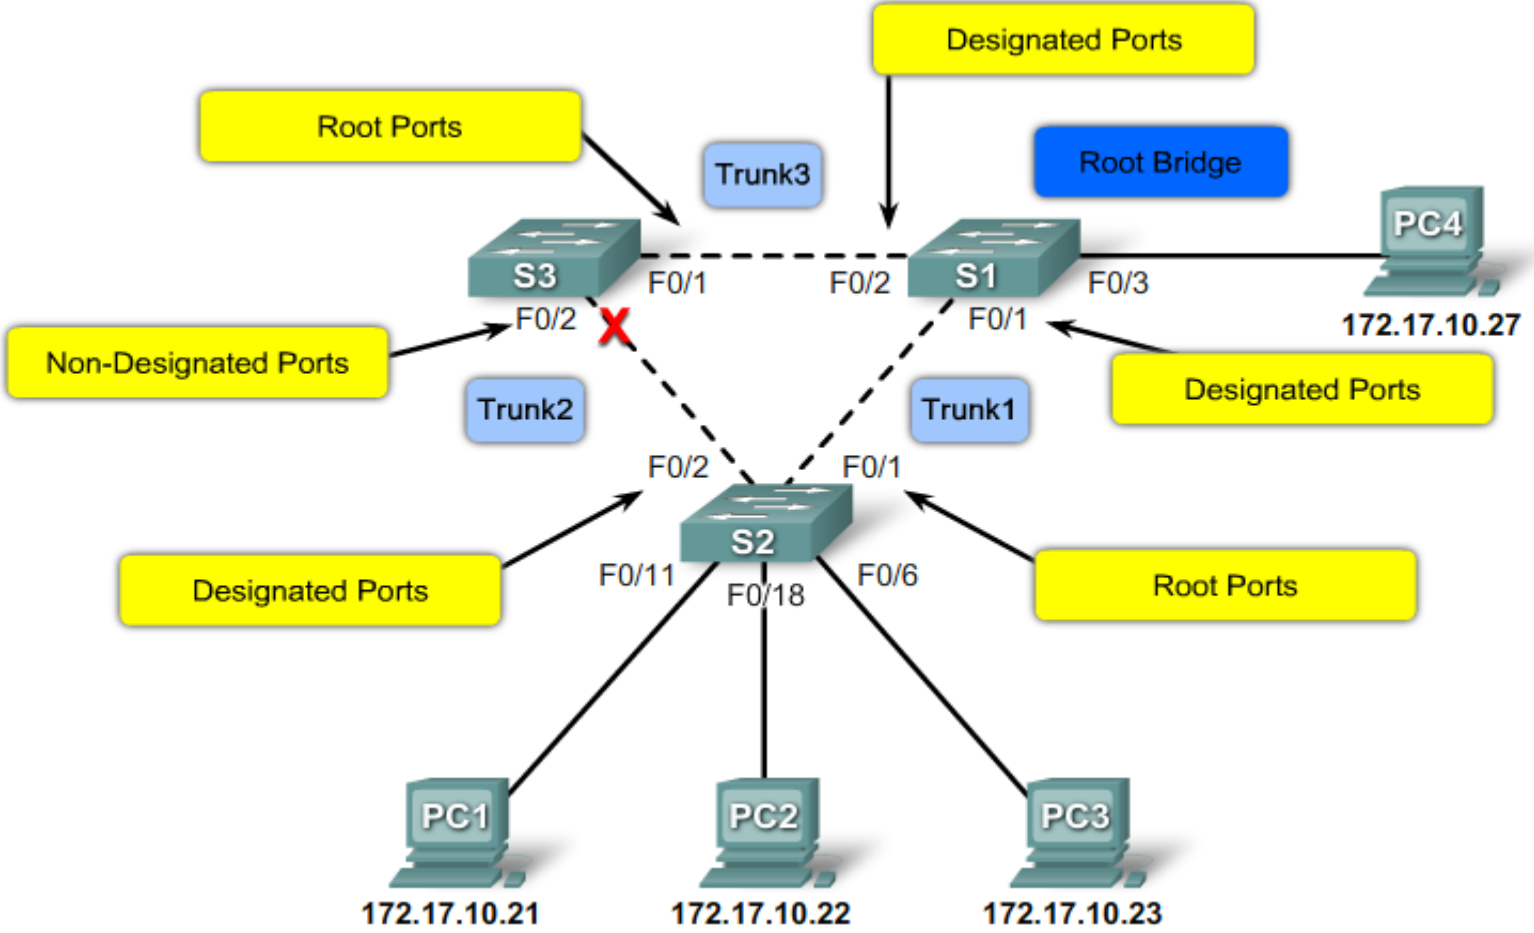 Designated Ports
Root Ports
Trunk3
Root Bridge
PC4
S3
F0/1
F0/2
S1
F0/3
F0/2
F0/1
172.17.10.27
Non-Designated Ports
Designated Ports
Trunk2
Trunk1
F0/2
F0/1
S2
Designated Ports
F0/11
F0/18
F0/6
Root Ports
PC1
PC2
PC3
172.17.10.21
172.17.10.22
172.17.10.23